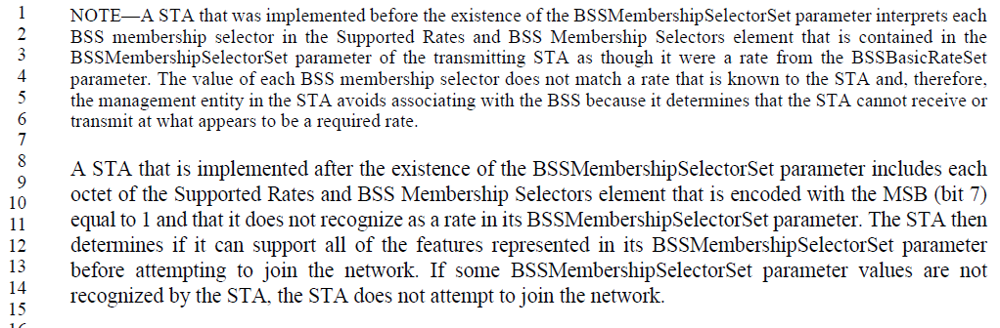 1 NOTE—A STA that was implemented before the existence of the BSSMembershipSelectorSet parameter interprets each
2 BSS membership selector in the Supported Rates and BSS Membership Selectors element that is contained in the
3 BSSMembershipSelectorSet parameter of the transmitting STA as though it were a rate from the BSSBasicRateSet
4 parameter. The value of each BSS membership selector does not match a rate that is known to the STA and, therefore,
5 the management entity in the STA avoids associating with the BSS because it determines that the STA cannot receive or
6 transmit at what appears to be a required rate.
7
8 A STA that is implemented after the existence of the BSSMembershipSelectorSet parameter includes each
9 octet of the Supported Rates and BSS Membership Selectors element that is encoded with the MSB (bit 7)
10
11 equal to 1 and that it does not recognize as a rate in its BSSMembershipSelectorSet parameter. The STA then
12 determines if it can support all of the features represented in its BSSMembershipSelectorSet parameter
13 before attempting to join the network. If some BSSMembershipSelectorSet parameter values are not
14 recognized by the STA, the STA does not attempt to join the network.
15